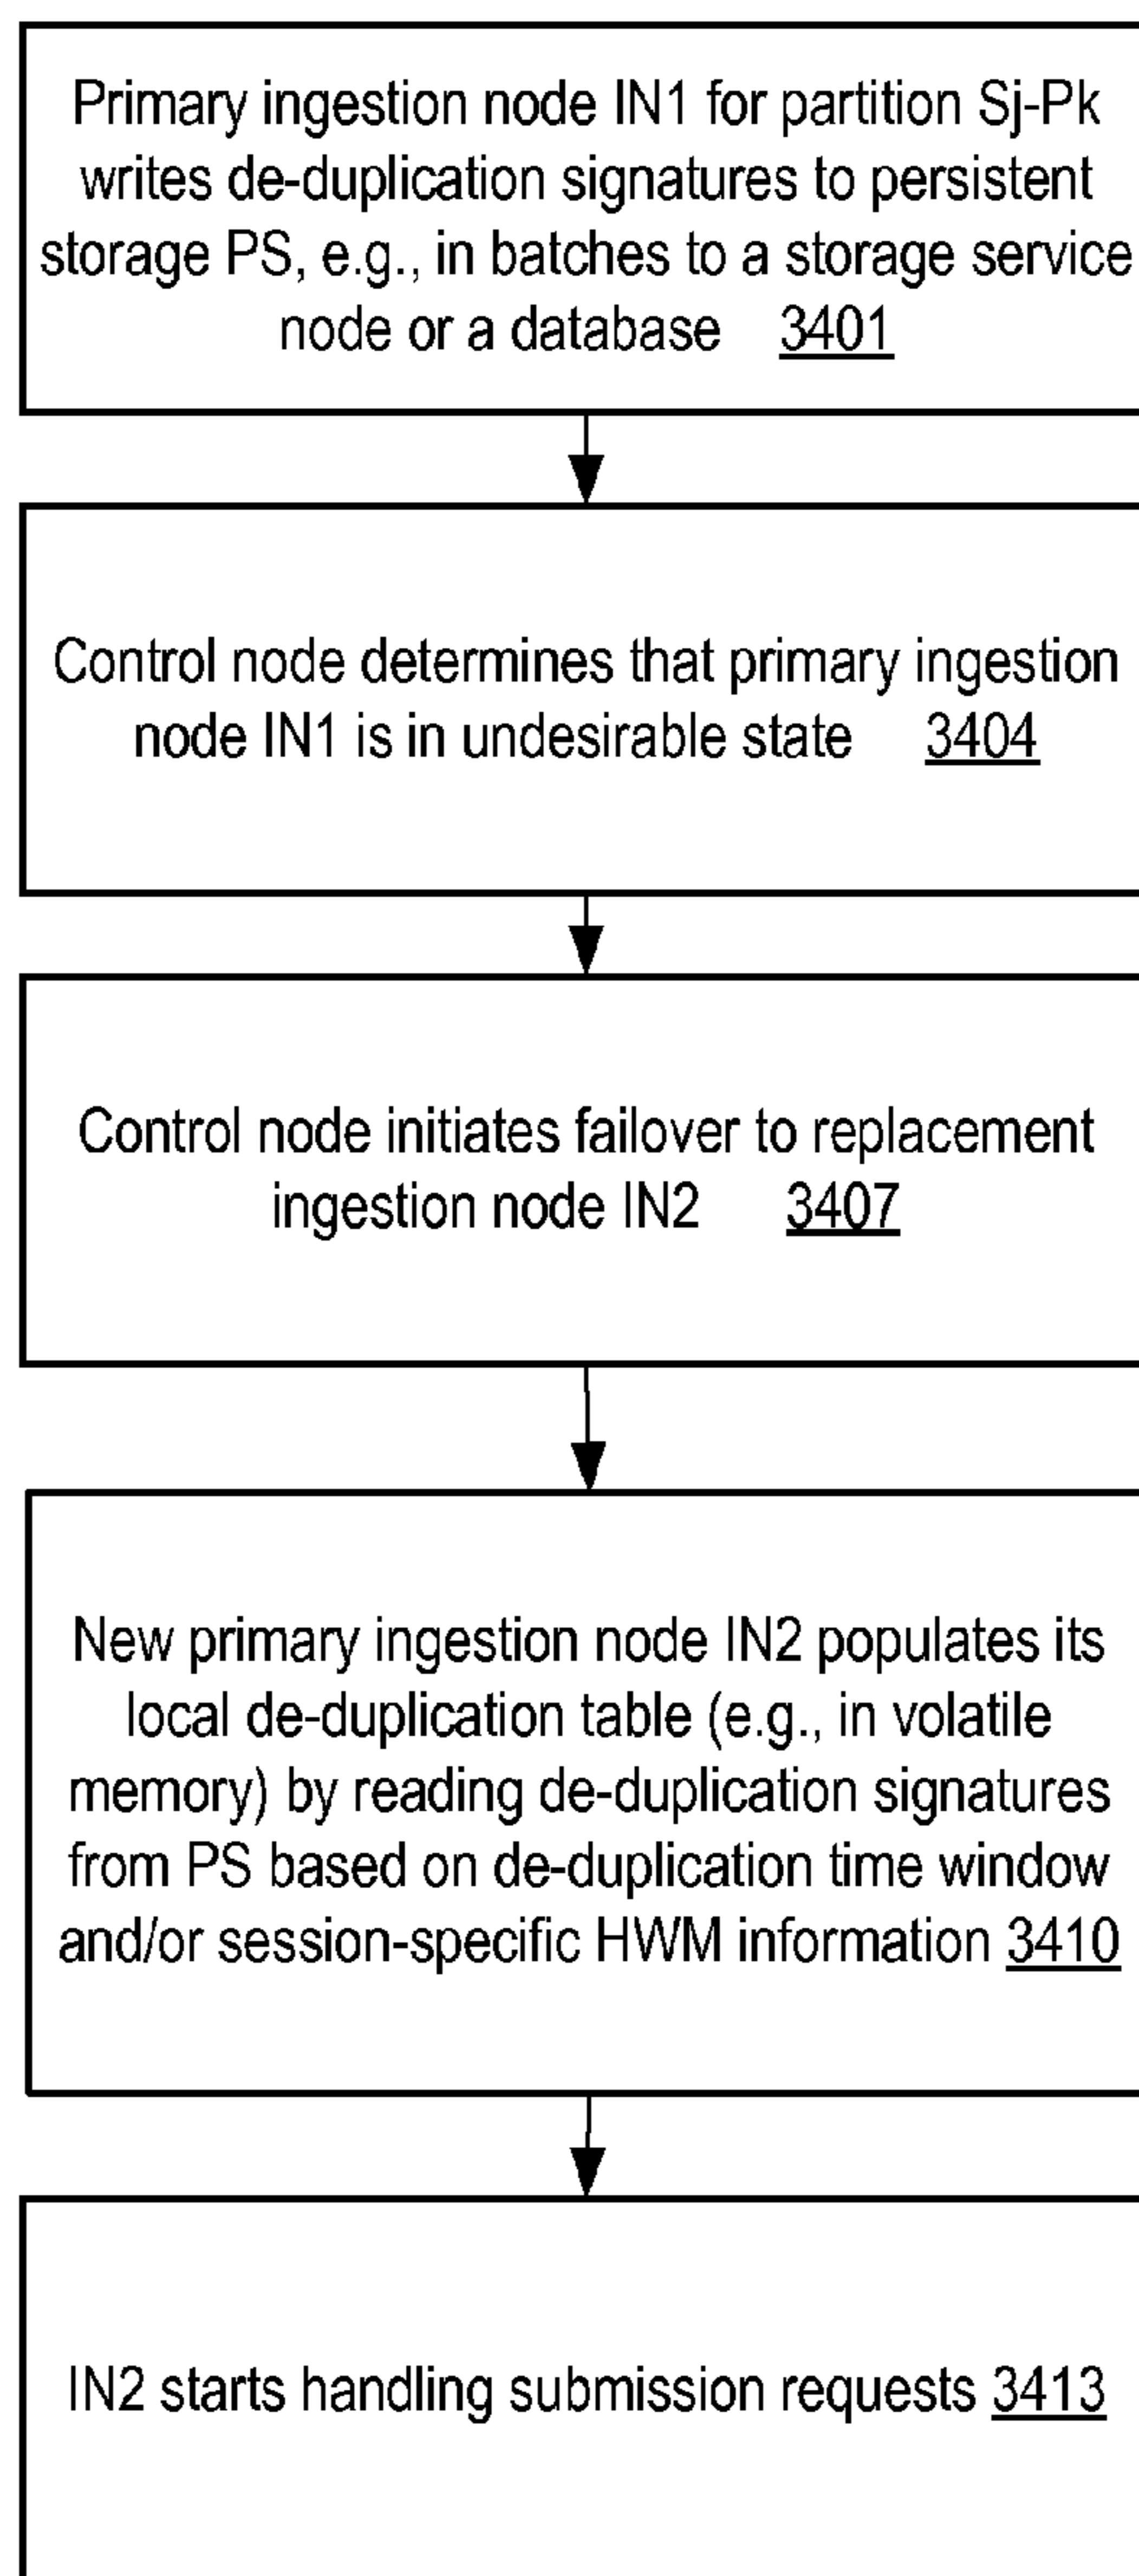 Primary ingestion node IN1 for partition Sj-Pk
writes de-duplication signatures to persistent
storage PS, e.g., in batches to a storage service
node or a database 3401
Control node determines that primary ingestion
node IN1 is in undesirable state 3404
Control node initiates failover to replacement
ingestion node IN2 3407
New primary ingestion node IN2 populates its
local de-duplication table (e.g., in volatile
memory) by reading de-duplication signatures
from PS based on de-duplication time window
and/or session-specific HWM information 3410
IN2 starts handling submission requests 3413